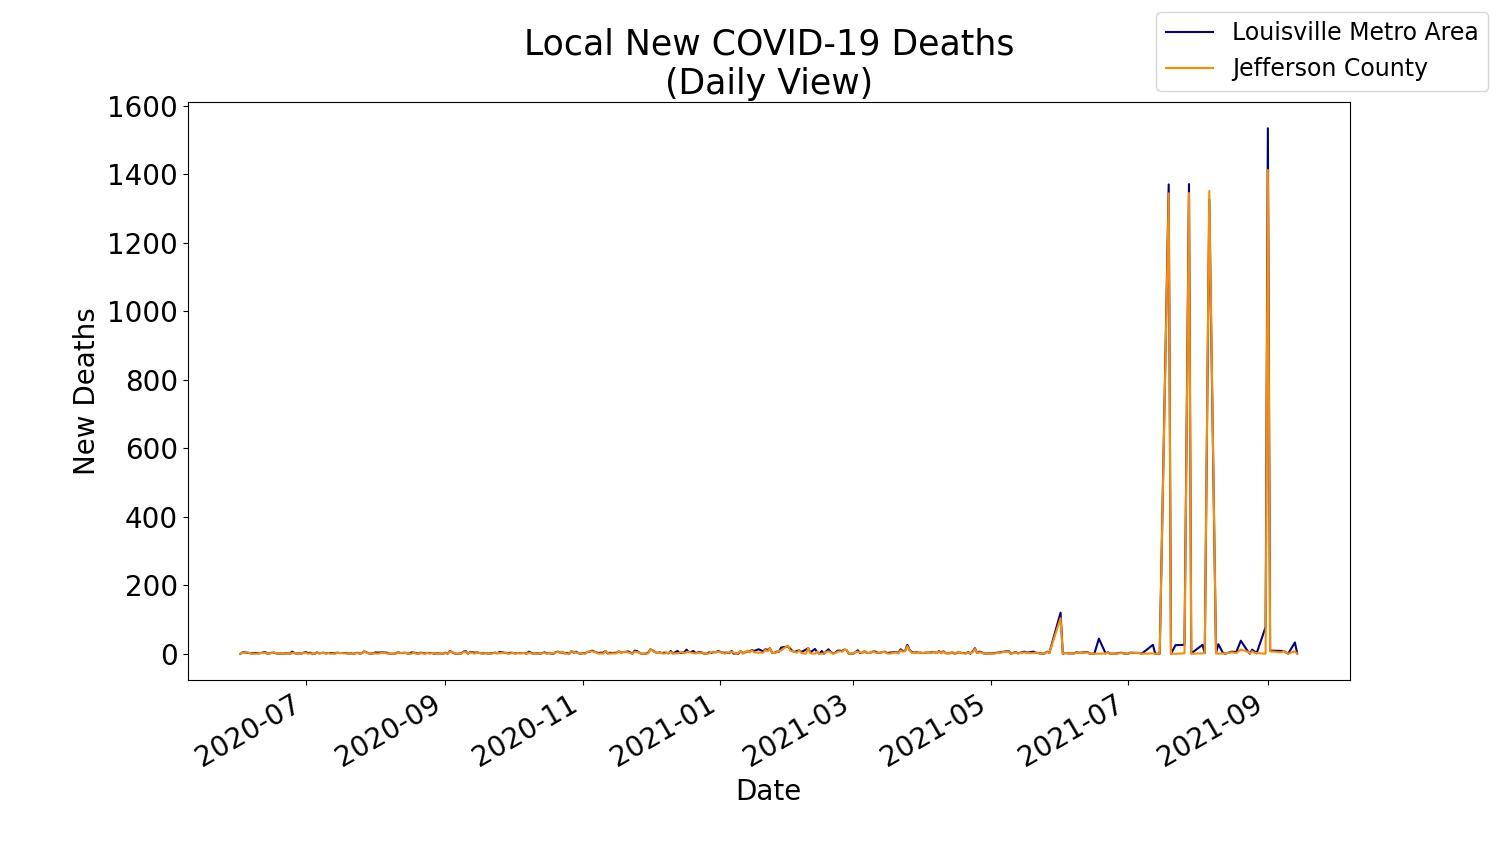 Local New COVID-19 Deaths
(Daily View)
Louisville Metro Area
Jefferson County
1600
1400
1200
1000
800
600
400
200
0
New Deaths
2020-07
2020-09
2020-11
2021-01
2021-03
2021-05
2021-07
2021-09
Date